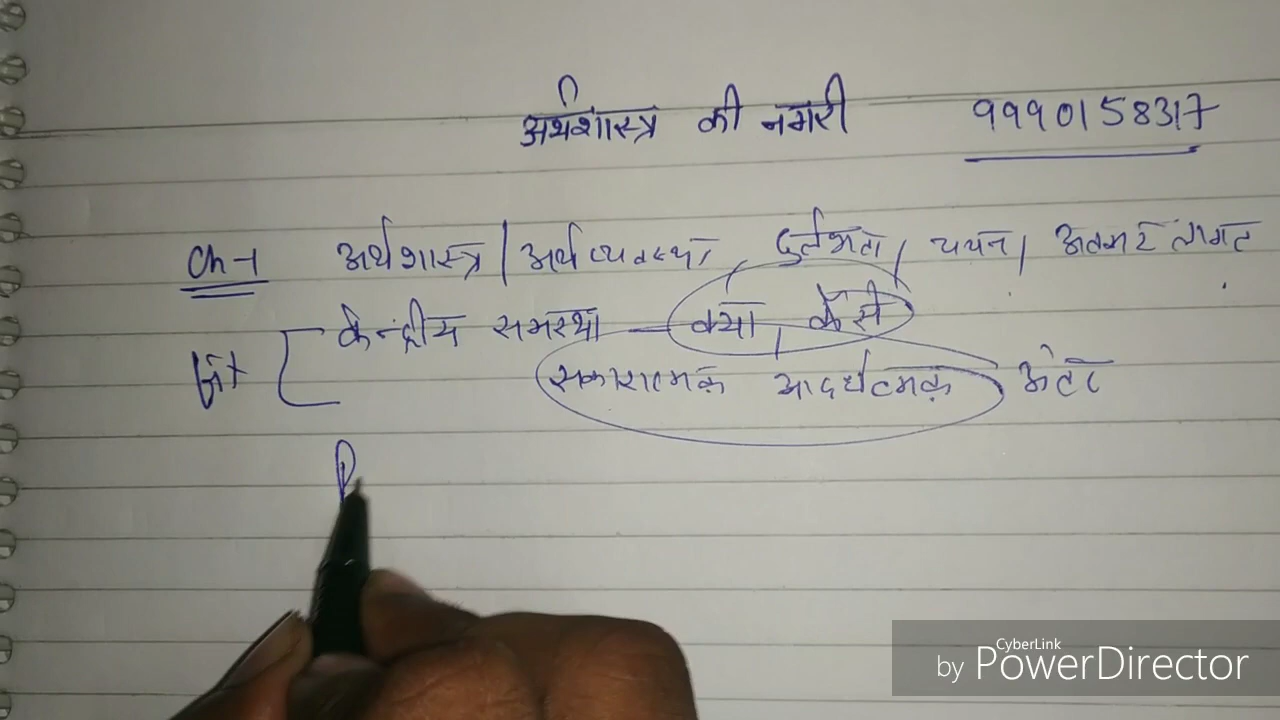 अर्थशास्त्र की नगरी 9990158317
Ch-1 अर्थशास्त्र | अर्थव्यवस्था, दुर्लभता, चयन, अवसर लागत
केन्द्रीय समस्या — क्या कैसे
सकारात्मक आदर्शात्मक अंतर
P
CyberLink
by PowerDirector